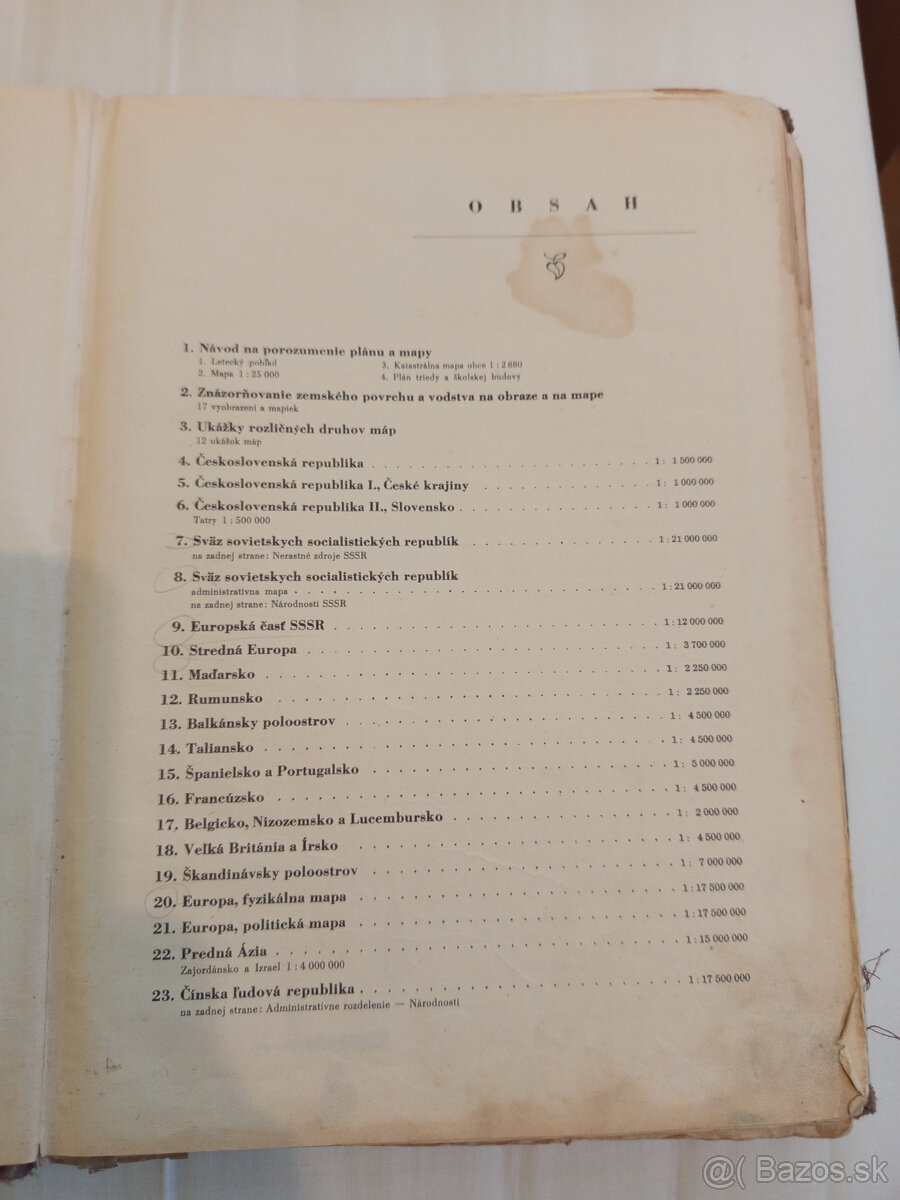 O B S A H
1. Návod na porozumenie plánu a mapy
1. Letecký pohľad
2. Mapa 1 : 25 000
3. Katastrálna mapa obce 1 : 2 880
4. Plán triedy a školskej budovy
2. Znázorňovanie zemského povrchu a vodstva na obraze a na mape
17 vyobrazení a mapiek
3. Ukážky rozličných druhov máp
12 ukážok máp
4. Československá republika . . . . . . . . . . . . . . . . . . . . . . . 1 : 1 500 000
5. Československá republika I., České krajiny . . . . . . . . . . . . . . 1 : 1 000 000
6. Československá republika II., Slovensko . . . . . . . . . . . . . . . 1 : 1 000 000
Tatry 1 : 500 000
7. Sväz sovietskych socialistických republík . . . . . . . . . . . . . . 1 : 21 000 000
na zadnej strane: Nerastné zdroje SSSR
8. Sväz sovietskych socialistických republík
administratívna mapa . . . . . . . . . . . . . . . . . . . . . . . . . . 1 : 21 000 000
na zadnej strane: Národnosti SSSR
9. Europská časť SSSR . . . . . . . . . . . . . . . . . . . . . . . . . . 1 : 12 000 000
10. Stredná Europa . . . . . . . . . . . . . . . . . . . . . . . . . . . 1 : 3 700 000
11. Maďarsko . . . . . . . . . . . . . . . . . . . . . . . . . . . . . . 1 : 2 250 000
12. Rumunsko . . . . . . . . . . . . . . . . . . . . . . . . . . . . . . 1 : 2 250 000
13. Balkánsky poloostrov . . . . . . . . . . . . . . . . . . . . . . . . 1 : 4 500 000
14. Taliansko . . . . . . . . . . . . . . . . . . . . . . . . . . . . . . 1 : 4 500 000
15. Španielsko a Portugalsko . . . . . . . . . . . . . . . . . . . . . . 1 : 5 000 000
16. Francúzsko . . . . . . . . . . . . . . . . . . . . . . . . . . . . . 1 : 4 500 000
17. Belgicko, Nizozemsko a Lucembursko . . . . . . . . . . . . . . . . . 1 : 2 000 000
18. Veľká Británia a Írsko . . . . . . . . . . . . . . . . . . . . . . . 1 : 4 500 000
19. Škandinávsky poloostrov . . . . . . . . . . . . . . . . . . . . . . . 1 : 7 000 000
20. Europa, fyzikálna mapa . . . . . . . . . . . . . . . . . . . . . . . 1 : 17 500 000
21. Europa, politická mapa . . . . . . . . . . . . . . . . . . . . . . . 1 : 17 500 000
22. Predná Ázia . . . . . . . . . . . . . . . . . . . . . . . . . . . . . 1 : 15 000 000
Zajordánsko a Izrael 1 : 4 000 000
23. Čínska ľudová republika . . . . . . . . . . . . . . . . . . . . . . . 1 : 17 500 000
na zadnej strane: Administratívne rozdelenie — Národnosti
@( Bazos.sk